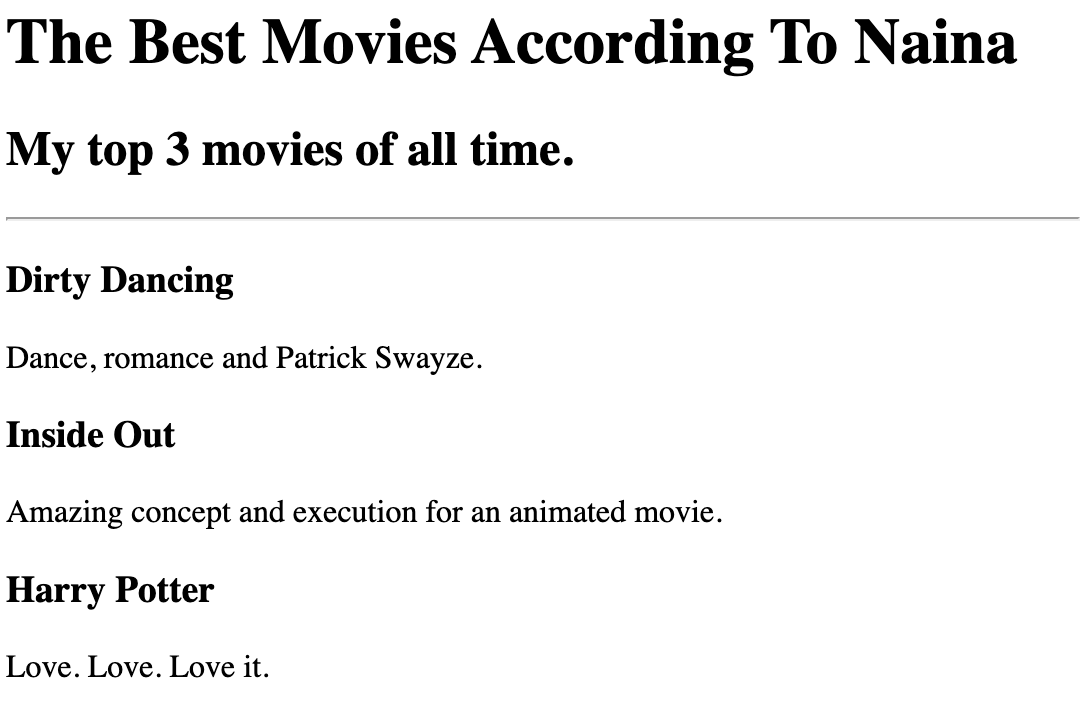 The Best Movies According To Naina
My top 3 movies of all time.
Dirty Dancing
Dance, romance and Patrick Swayze.
Inside Out
Amazing concept and execution for an animated movie.
Harry Potter
Love. Love. Love it.